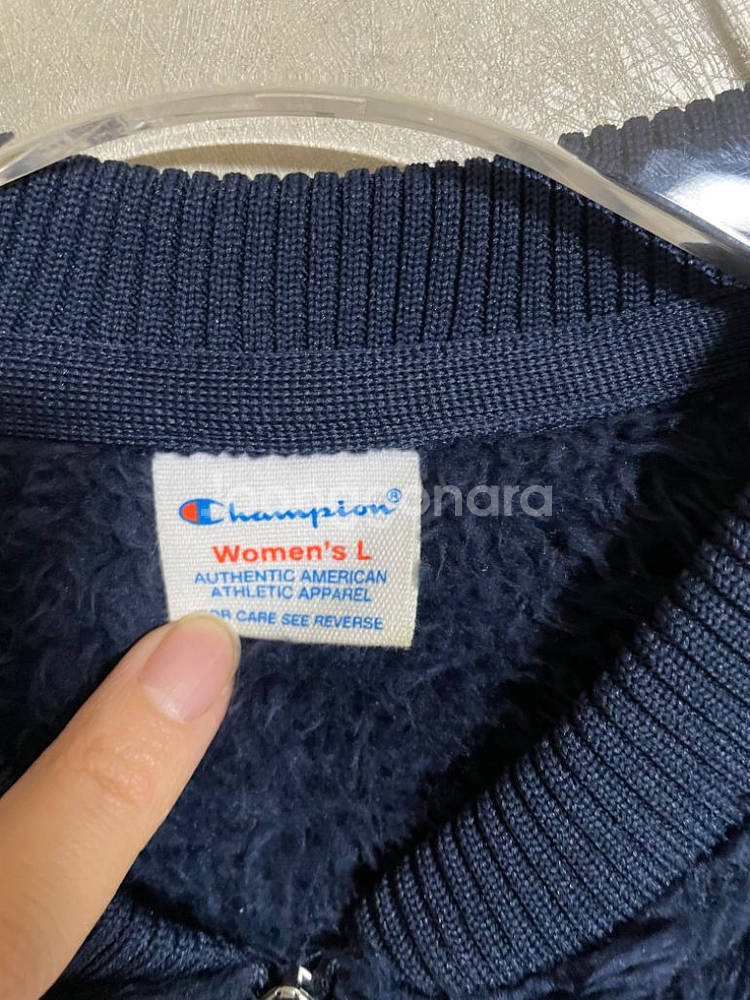 Champion®
Women's L
AUTHENTIC AMERICAN
ATHLETIC APPAREL
CARE SEE REVERSE